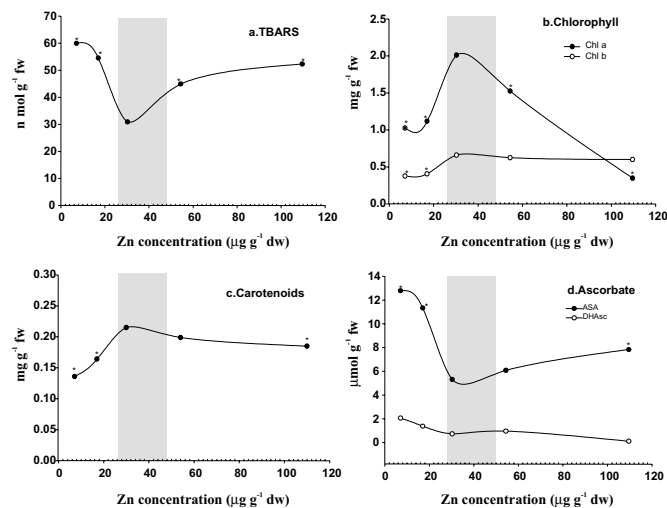 a.TBARS
n mol g-1 fw
70
60
50
40
30
20
10
0
0 20 40 60 80 100 120
Zn concentration (µg g-1 dw)
b.Chlorophyll
Chl a
Chl b
mg g-1 fw
2.5
2.0
1.5
1.0
0.5
0.0
0 20 40 60 80 100 120
Zn concentration (µg g-1 dw)
c.Carotenoids
mg g-1 fw
0.30
0.25
0.20
0.15
0.10
0.05
0.00
0 20 40 60 80 100 120
Zn concentration (µg g-1 dw)
d.Ascorbate
ASA
DHAsc
µmol g-1 fw
14
12
10
8
6
4
2
0
0 20 40 60 80 100 120
Zn concentration (µg g-1 dw)